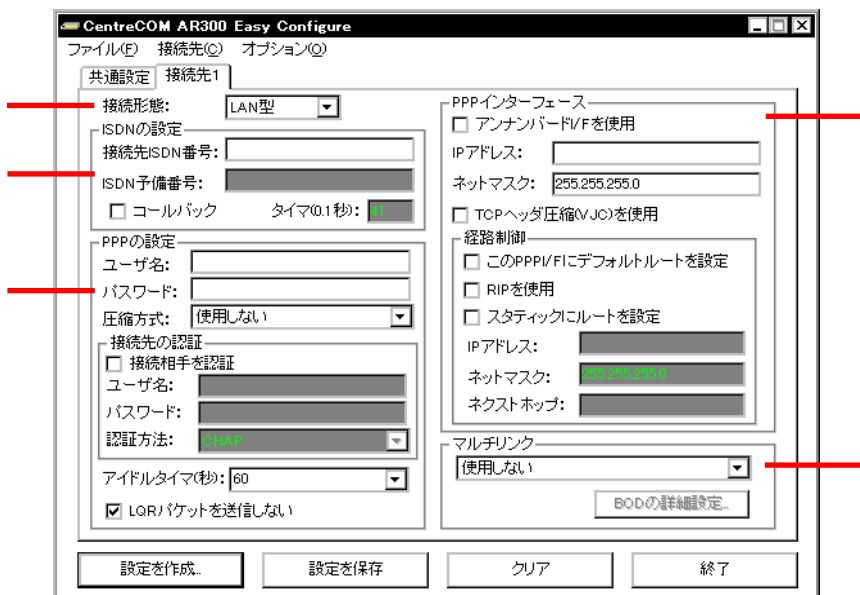 CentreCOM AR300 Easy Configure
ファイル(F) 接続先(C) オプション(O)
共通設定 接続先1
接続形態: LAN型
ISDNの設定
接続先ISDN番号:
ISDN予備番号:
コールバック タイマ(0.1秒): 41
PPPの設定
ユーザ名:
パスワード:
圧縮方式: 使用しない
接続先の認証
接続相手を認証
ユーザ名:
パスワード:
認証方法: CHAP
アイドルタイマ(秒): 60
LQRパケットを送信しない
PPPインターフェース
アンナンバードI/Fを使用
IPアドレス:
ネットマスク: 255.255.255.0
TCPヘッダ圧縮(VJC)を使用
経路制御
このPPPI/Fにデフォルトルートを設定
RIPを使用
スタティックにルートを設定
IPアドレス:
ネットマスク: 255.255.255.0
ネクストホップ:
マルチリンク
使用しない
BODの詳細設定...
設定を作成... 設定を保存 クリア 終了